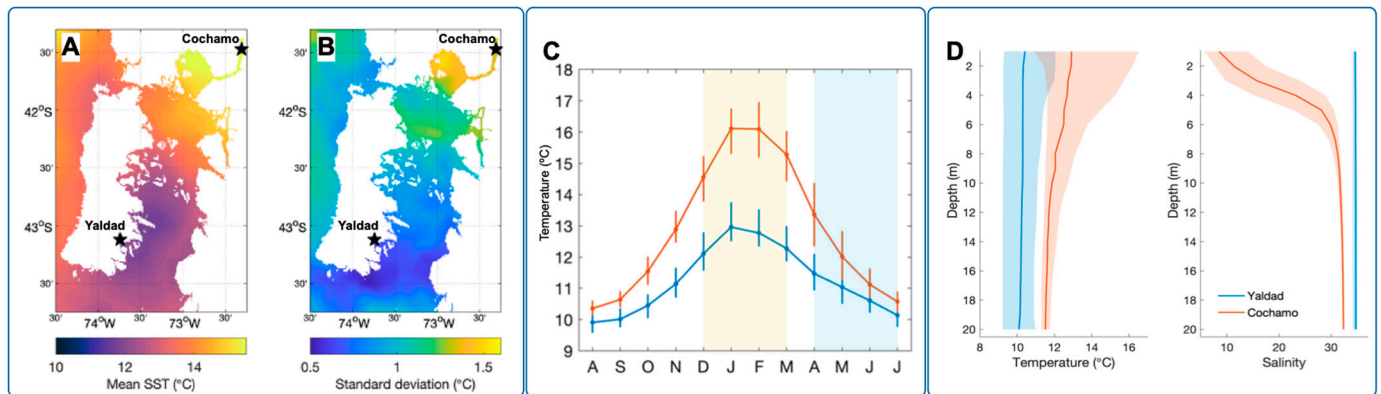 A
Cochamo
Yaldad
30'
42°S
30'
43°S
30'
30'
74°W
30'
73°W
30'
10
12
14
Mean SST (°C)
B
Cochamo
Yaldad
30'
42°S
30'
43°S
30'
30'
74°W
30'
73°W
30'
0.5
1
1.5
Standard deviation (°C)
C
Temperature (ºC)
18
17
16
15
14
13
12
11
10
9
A S O N D J F M A M J J
D
Depth (m)
2
4
6
8
10
12
14
16
18
20
8 12 16
Temperature (°C)
Depth (m)
2
4
6
8
10
12
14
16
18
20
Yaldad
Cochamo
10 20 30
Salinity